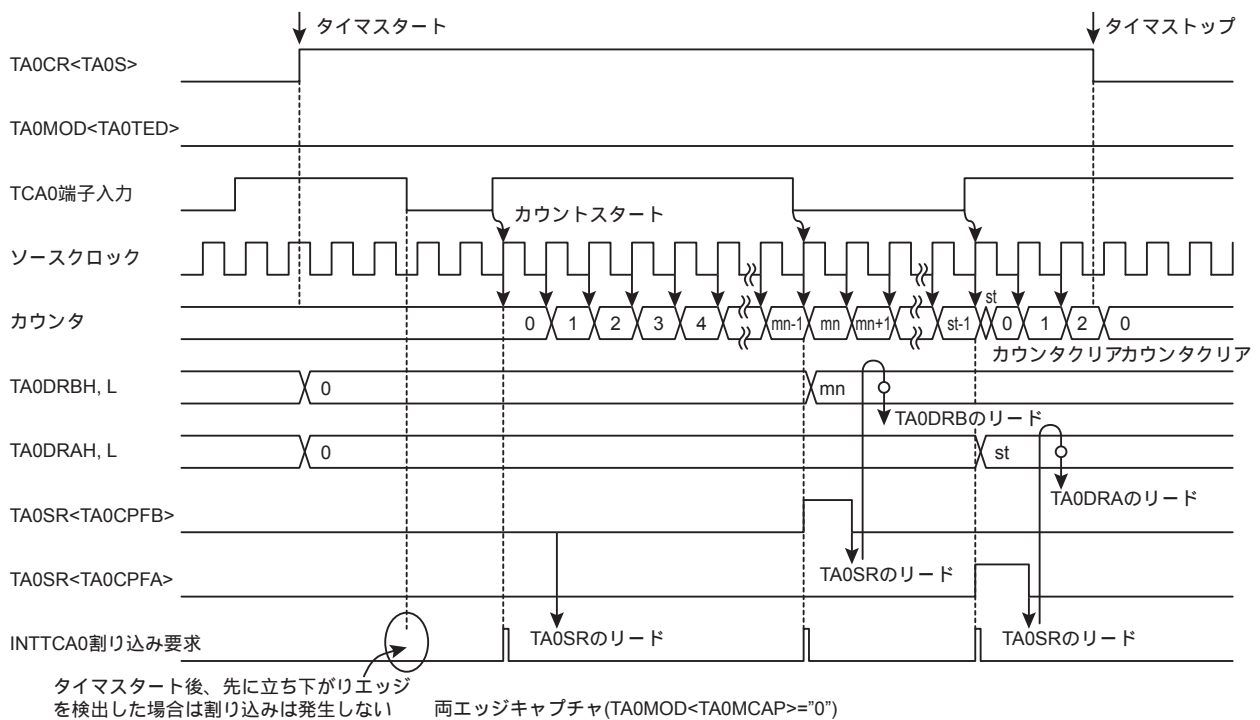 タイマスタート
タイマストップ
TA0CR<TA0S>
TA0MOD<TA0TED>
TCA0端子入力
カウントスタート
ソースクロック
カウンタ
0 1 2 3 4 mn-1 mn mn+1 st-1 st 0 1 2 0
カウンタクリア
カウンタクリア
TA0DRBH, L
0
mn
TA0DRBのリード
TA0DRAH, L
0
st
TA0DRAのリード
TA0SR<TA0CPFB>
TA0SRのリード
TA0SR<TA0CPFA>
TA0SRのリード
TA0SRのリード
INTTCA0割り込み要求
タイマスタート後、先に立ち下がりエッジ
を検出した場合は割り込みは発生しない
両エッジキャプチャ(TA0MOD<TA0MCAP>="0")